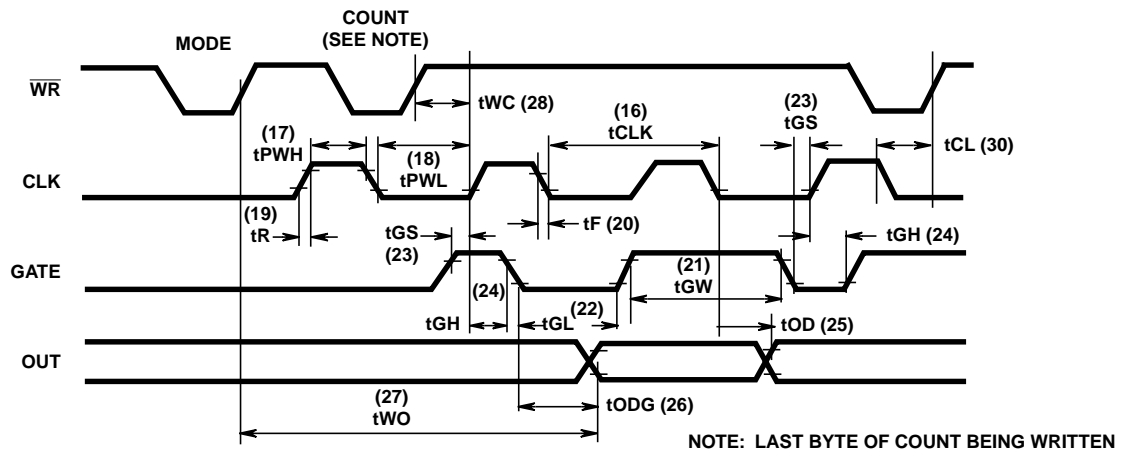 COUNT
(SEE NOTE)
MODE
WR
tWC (28)
(16)
tCLK
(23)
tGS
tCL (30)
(17)
tPWH
(18)
tPWL
CLK
(19)
tR
tGS
(23)
tF (20)
tGH (24)
GATE
(24)
tGH
(22)
tGL
(21)
tGW
tOD (25)
OUT
(27)
tWO
tODG (26)
NOTE: LAST BYTE OF COUNT BEING WRITTEN